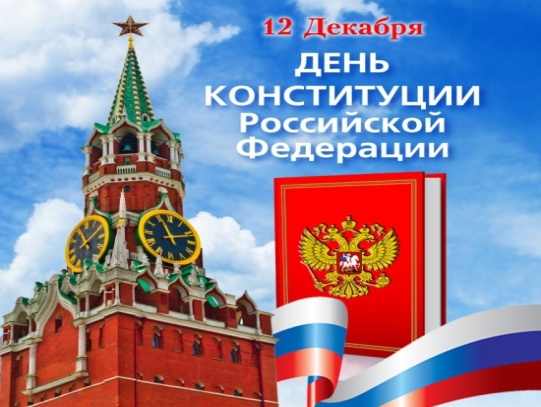 12 Декабря
ДЕНЬ
КОНСТИТУЦИИ
Российской
Федерации